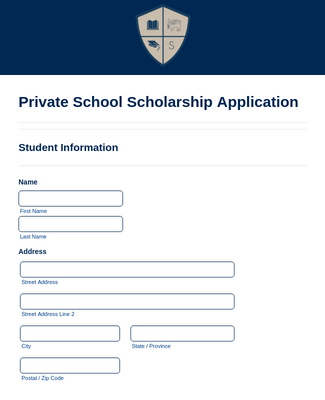 S
Private School Scholarship Application
Student Information
Name
First Name
Last Name
Address
Street Address
Street Address Line 2
City State / Province
Postal / Zip Code